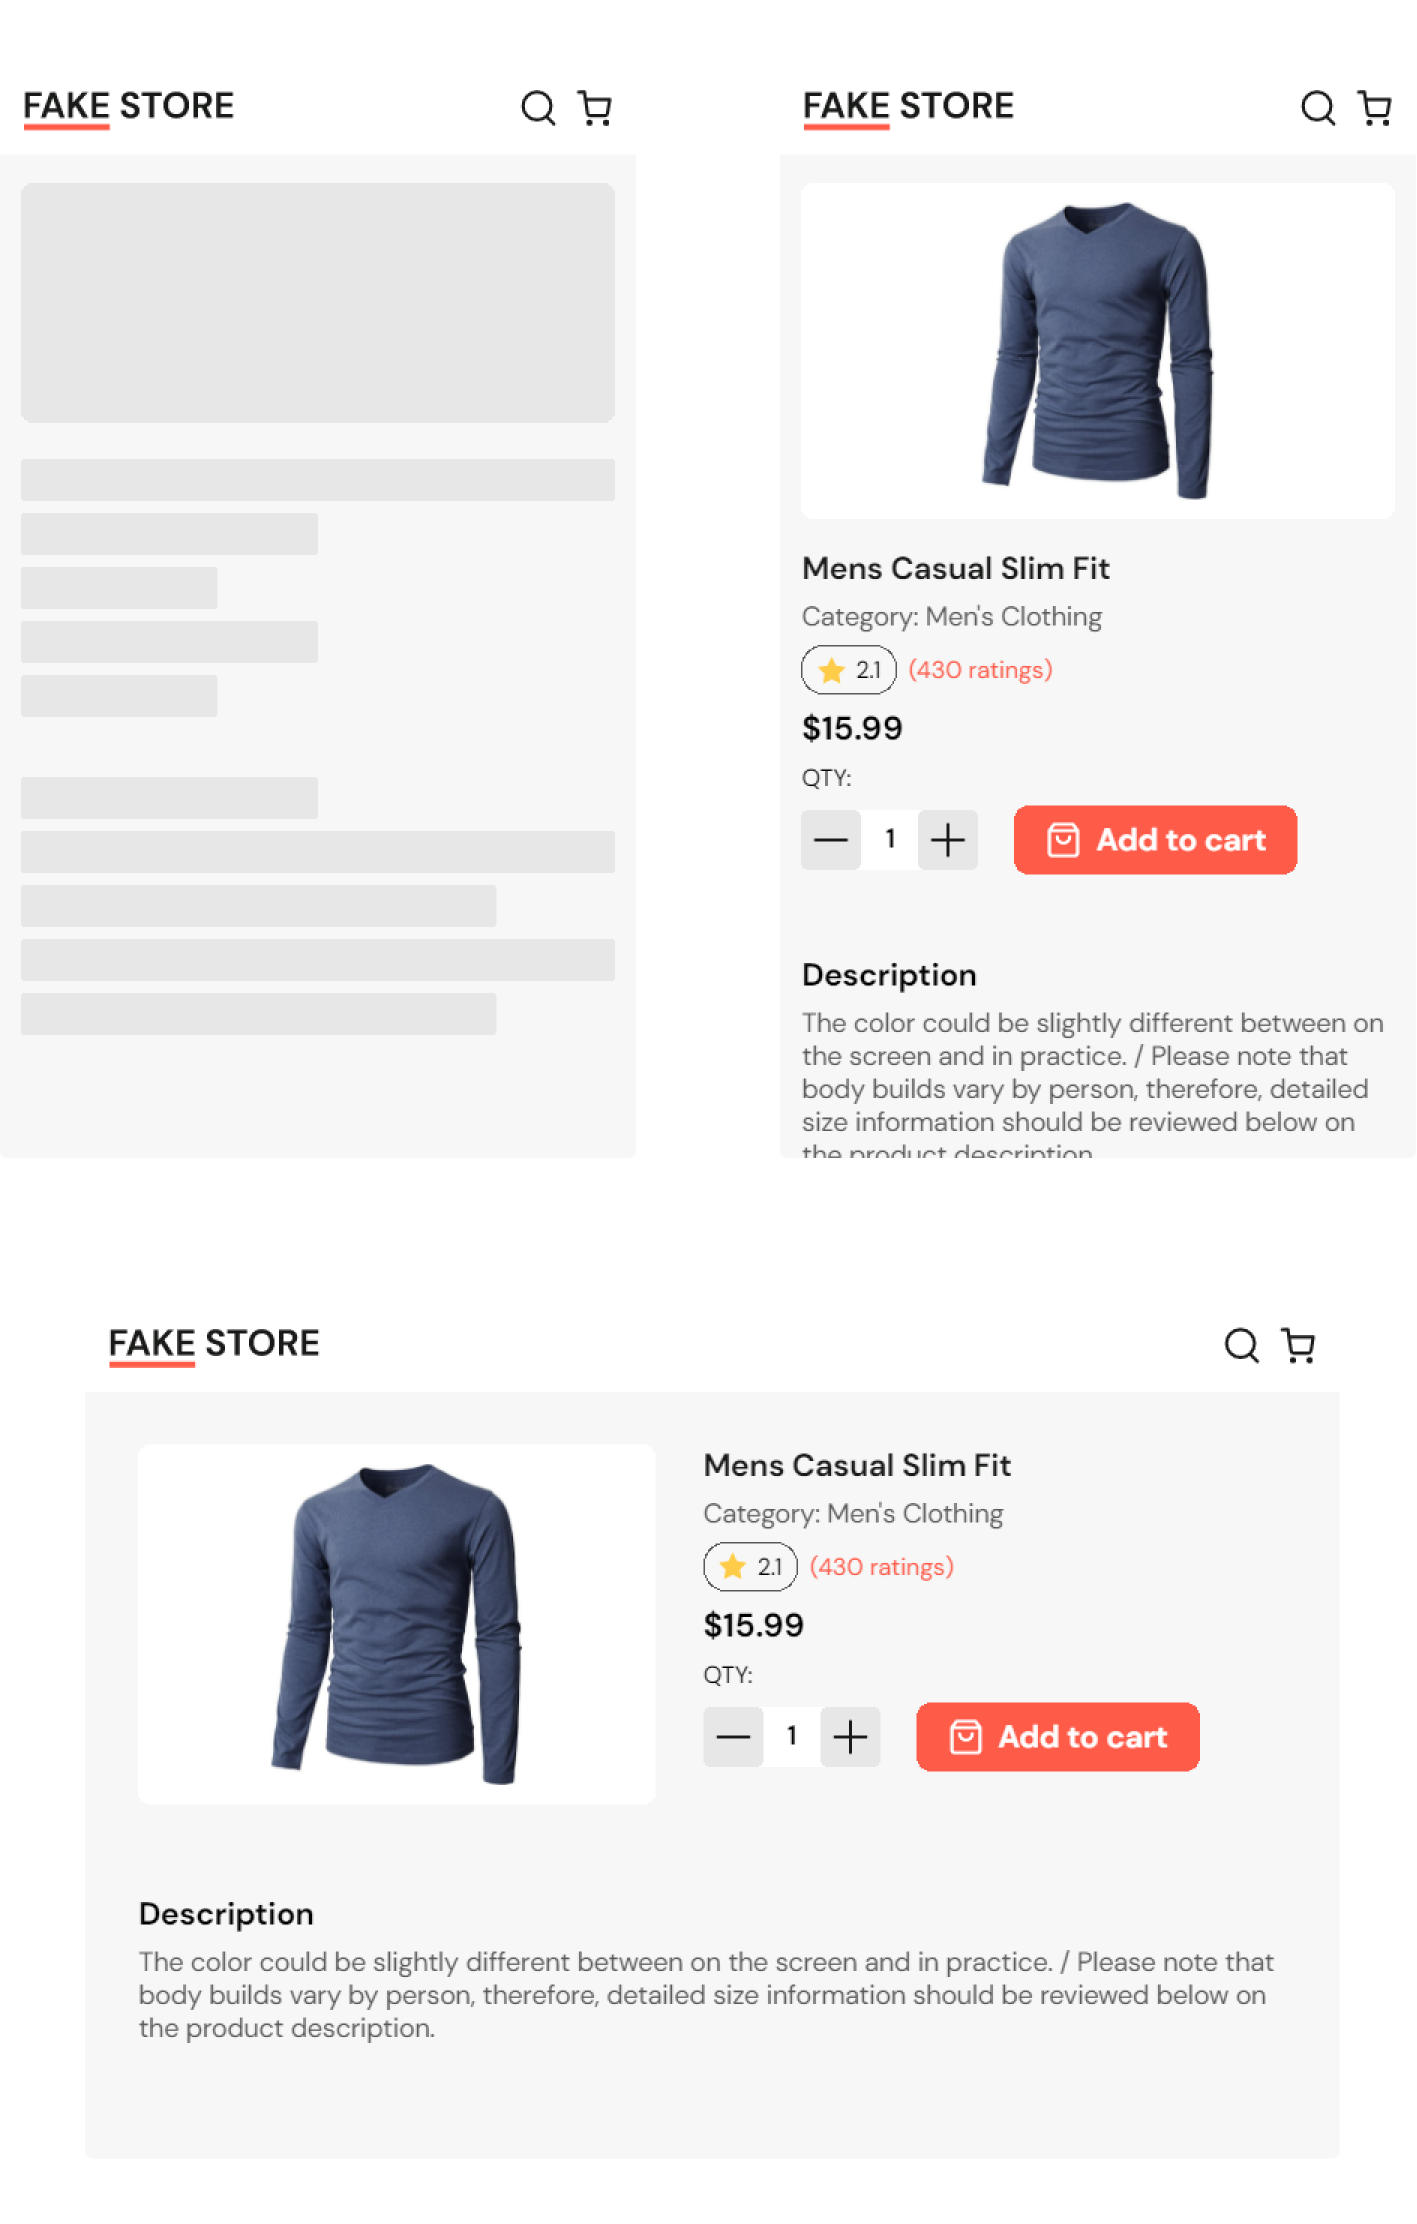 FAKE STORE
FAKE STORE
Mens Casual Slim Fit
Category: Men's Clothing
2.1 (430 ratings)
$15.99
QTY:
1 Add to cart
Description
The color could be slightly different between on
the screen and in practice. / Please note that
body builds vary by person, therefore, detailed
size information should be reviewed below on
the product description.
FAKE STORE
Mens Casual Slim Fit
Category: Men's Clothing
2.1 (430 ratings)
$15.99
QTY:
1 Add to cart
Description
The color could be slightly different between on the screen and in practice. / Please note that
body builds vary by person, therefore, detailed size information should be reviewed below on
the product description.